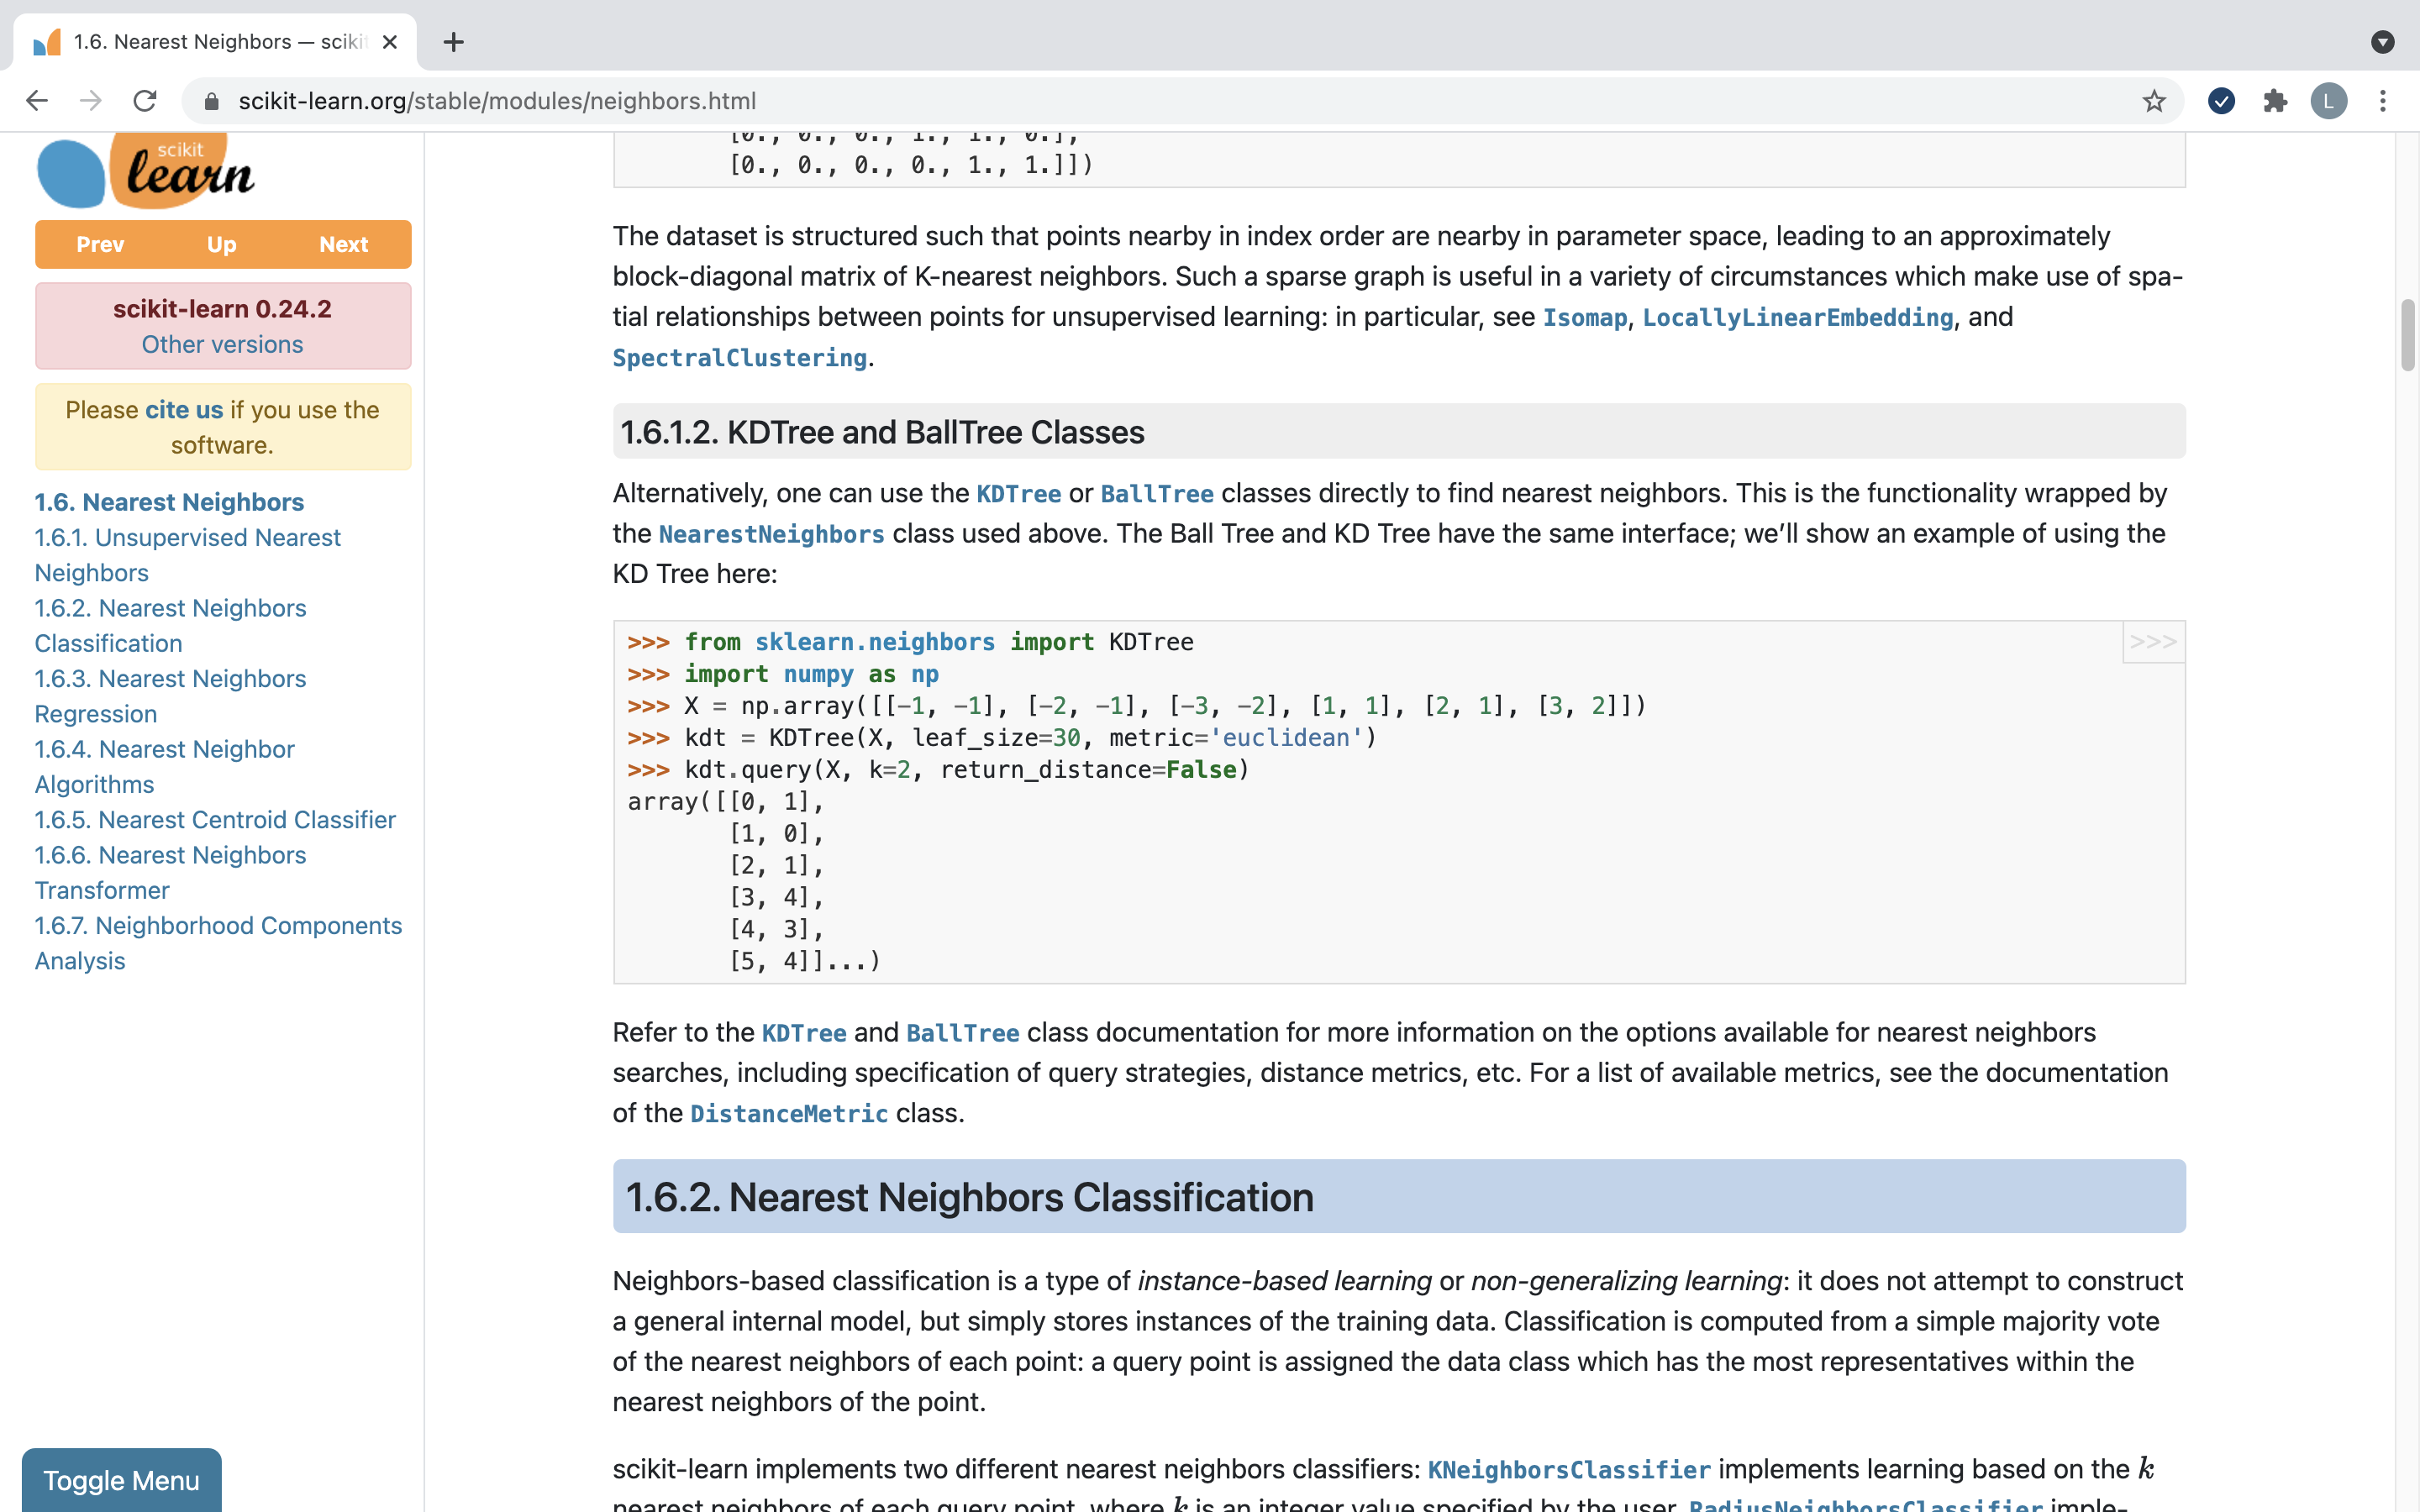 1.6. Nearest Neighbors — scikit
scikit-learn.org/stable/modules/neighbors.html
L
scikit
learn
Prev Up Next
scikit-learn 0.24.2
Other versions
Please cite us if you use the
software.
1.6. Nearest Neighbors
1.6.1. Unsupervised Nearest
Neighbors
1.6.2. Nearest Neighbors
Classification
1.6.3. Nearest Neighbors
Regression
1.6.4. Nearest Neighbor
Algorithms
1.6.5. Nearest Centroid Classifier
1.6.6. Nearest Neighbors
Transformer
1.6.7. Neighborhood Components
Analysis
Toggle Menu
[0., 0., 0., 1., 1., 0.],
[0., 0., 0., 0., 1., 1.]])
The dataset is structured such that points nearby in index order are nearby in parameter space, leading to an approximately
block-diagonal matrix of K-nearest neighbors. Such a sparse graph is useful in a variety of circumstances which make use of spa-
tial relationships between points for unsupervised learning: in particular, see Isomap, LocallyLinearEmbedding, and
SpectralClustering.
1.6.1.2. KDTree and BallTree Classes
Alternatively, one can use the KDTree or BallTree classes directly to find nearest neighbors. This is the functionality wrapped by
the NearestNeighbors class used above. The Ball Tree and KD Tree have the same interface; we’ll show an example of using the
KD Tree here:
>>>
>>> from sklearn.neighbors import KDTree
>>> import numpy as np
>>> X = np.array([[-1, -1], [-2, -1], [-3, -2], [1, 1], [2, 1], [3, 2]])
>>> kdt = KDTree(X, leaf_size=30, metric='euclidean')
>>> kdt.query(X, k=2, return_distance=False)
array([[0, 1],
[1, 0],
[2, 1],
[3, 4],
[4, 3],
[5, 4]]...)
Refer to the KDTree and BallTree class documentation for more information on the options available for nearest neighbors
searches, including specification of query strategies, distance metrics, etc. For a list of available metrics, see the documentation
of the DistanceMetric class.
1.6.2. Nearest Neighbors Classification
Neighbors-based classification is a type of instance-based learning or non-generalizing learning: it does not attempt to construct
a general internal model, but simply stores instances of the training data. Classification is computed from a simple majority vote
of the nearest neighbors of each point: a query point is assigned the data class which has the most representatives within the
nearest neighbors of the point.
scikit-learn implements two different nearest neighbors classifiers: KNeighborsClassifier implements learning based on the k
nearest neighbors of each query point, where k is an integer value specified by the user. RadiusNeighborsClassifier imple-